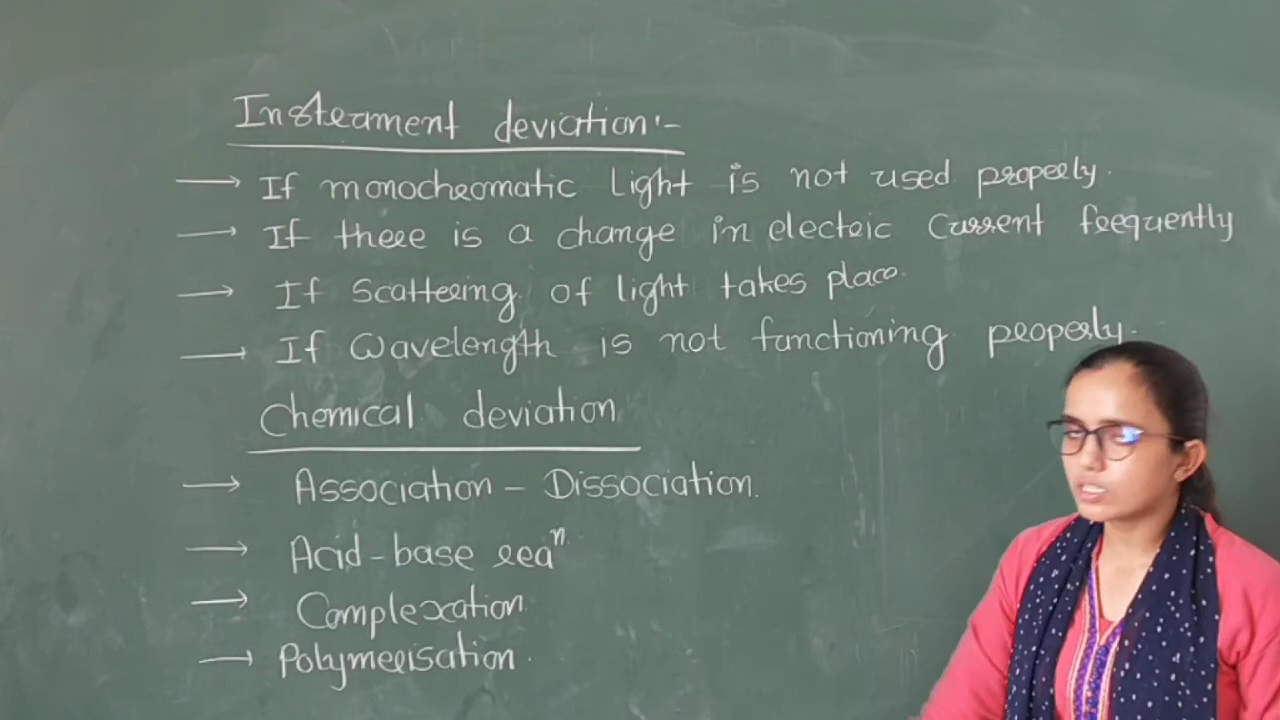 Instrument deviation:-
→ If monochromatic light is not used properly.
→ If there is a change in electric current frequently
→ If Scattering of light takes place.
→ If Wavelength is not functioning properly.
Chemical deviation
→ Association - Dissociation.
→ Acid-base reaⁿ.
→ Complexation.
→ Polymerisation.